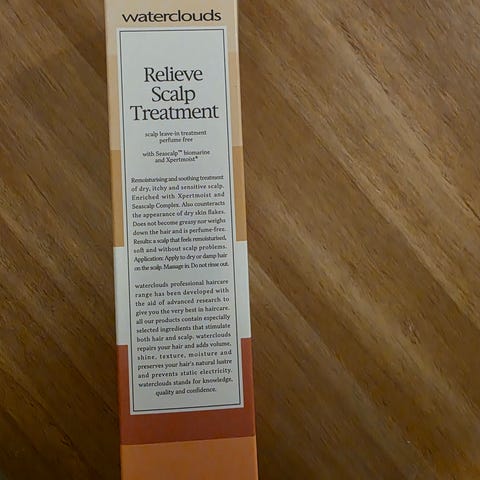 waterclouds
Relieve
Scalp
Treatment
scalp leave-in treatment
perfume free
with Seascalp™ biomarine
and Xpertmoist®
Remoisturising and soothing treatment
of dry, itchy and sensitive scalp.
Enriched with Xpertmoist and
Seascalp Complex. Also counteracts
the appearance of dry skin flakes.
Does not become greasy nor weighs
down the hair and is perfume-free.
Results: a scalp that feels remoisturised,
soft and without scalp problems.
Application: Apply to dry or damp hair
on the scalp. Massage in. Do not rinse out.
waterclouds professional haircare
range has been developed with
the aid of advanced research to
give you the very best in haircare.
all our products contain especially
selected ingredients that stimulate
both hair and scalp. waterclouds
repairs your hair and adds volume,
shine, texture, moisture and
preserves your hair's natural lustre
and prevents static electricity.
waterclouds stands for knowledge,
quality and confidence.